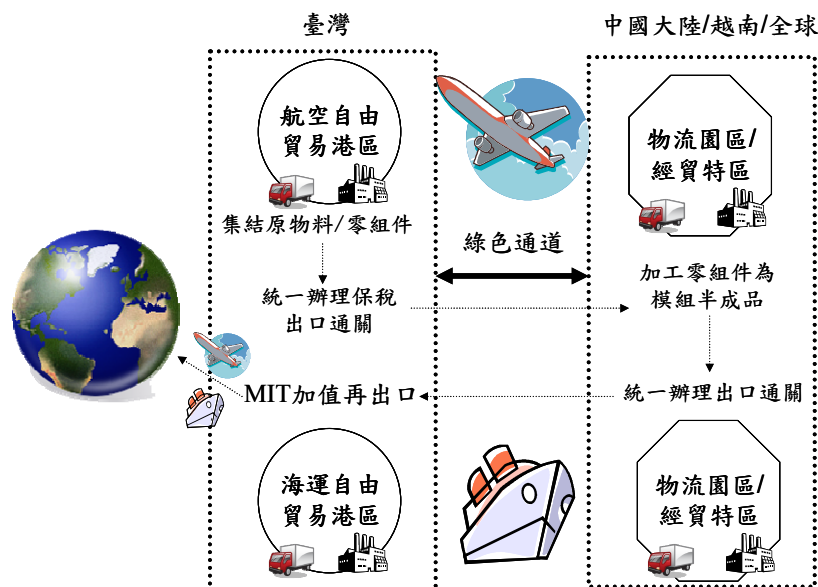 臺灣
中國大陸/越南/全球
航空自由
貿易港區
物流園區/
經貿特區
集結原物料/零組件
綠色通道
統一辦理保稅
出口通關
加工零組件為
模組半成品
MIT加值再出口
統一辦理出口通關
海運自由
貿易港區
物流園區/
經貿特區